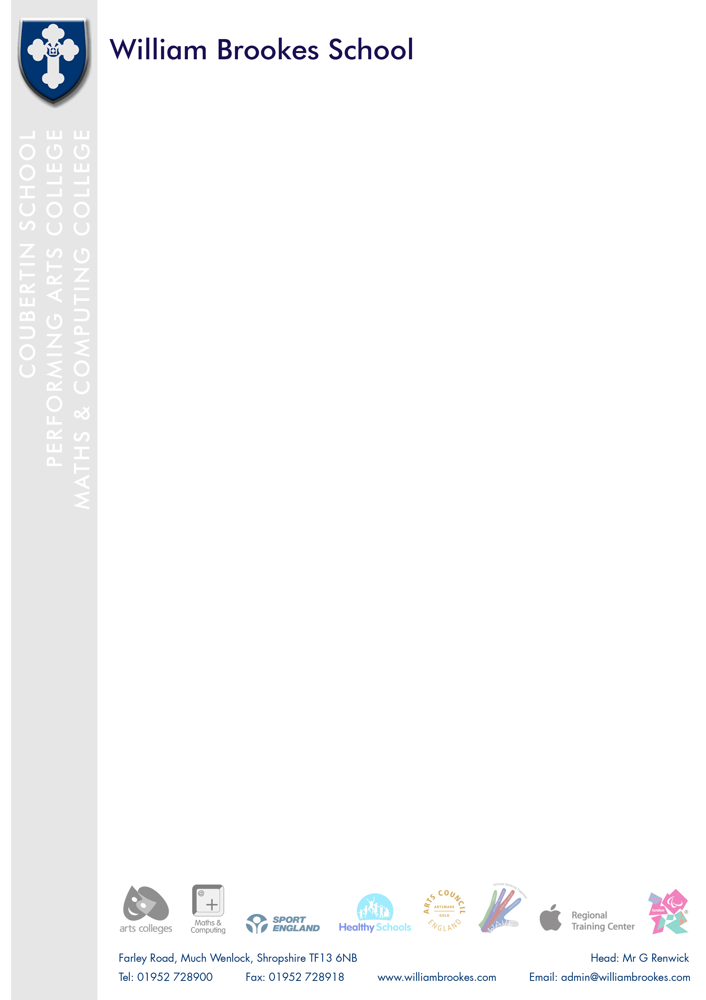 William Brookes School
COUBERTIN SCHOOL
PERFORMING ARTS COLLEGE
MATHS & COMPUTING COLLEGE
arts colleges
@
+
Maths &
Computing
SPORT
ENGLAND
Healthy Schools
ARTS COUNCIL
ARTSMARK
GOLD
ENGLAND
Schools Working Together
WAVE
Regional
Training Center
london
®
Farley Road, Much Wenlock, Shropshire TF13 6NB
Head: Mr G Renwick
Tel: 01952 728900
Fax: 01952 728918
www.williambrookes.com
Email: admin@williambrookes.com